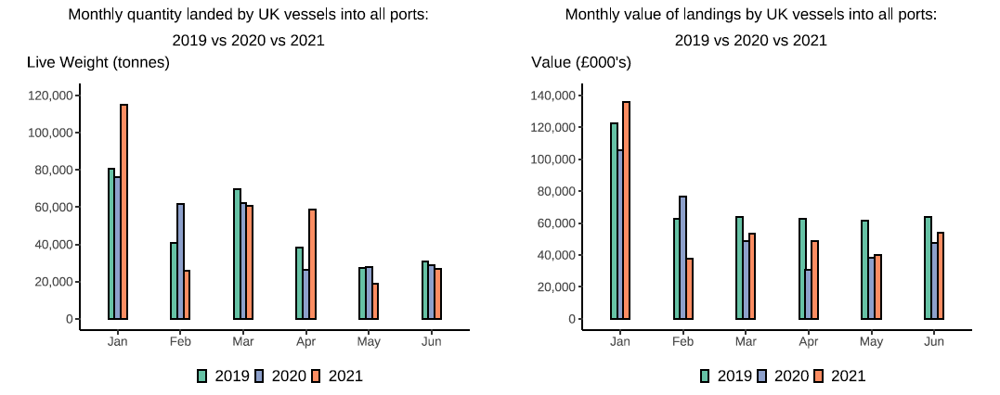 Monthly quantity landed by UK vessels into all ports:
2019 vs 2020 vs 2021
Live Weight (tonnes)
120,000
100,000
80,000
60,000
40,000
20,000
0
Jan Feb Mar Apr May Jun
2019 2020 2021
Monthly value of landings by UK vessels into all ports:
2019 vs 2020 vs 2021
Value (£000's)
140,000
120,000
100,000
80,000
60,000
40,000
20,000
0
Jan Feb Mar Apr May Jun
2019 2020 2021